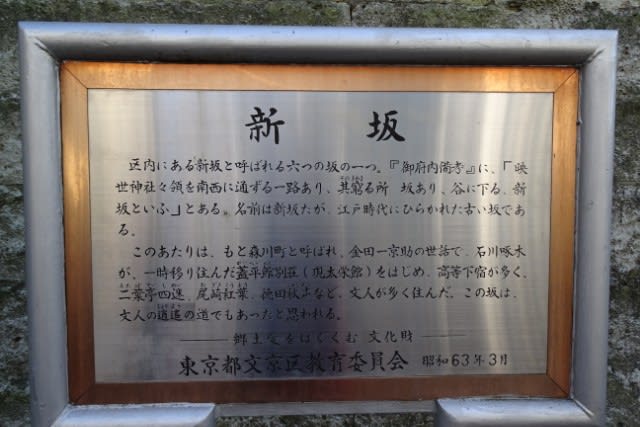 新坂
区内にある新坂と呼ばれる六つの坂の一つ。『御府内備考』に、「映
世神社々領を南西に通ずる一路あり、其窮る所 坂あり、谷に下る、新
坂といふ」とある。名前は新坂だが、江戸時代にひらかれた古い坂であ
る。
このあたりは、もと森川町と呼ばれ、金田一京助の世話で、石川啄木
が、一時移り住んだ蓋平館別荘(現太栄館)をはじめ、高等下宿が多く、
二葉亭四迷、尾崎紅葉、徳田秋声など、文人が多く住んだ。この坂は、
文人の逍遥の道でもあったと思われる。
郷土愛をはぐくむ 文化財
東京都文京区教育委員会 昭和63年3月